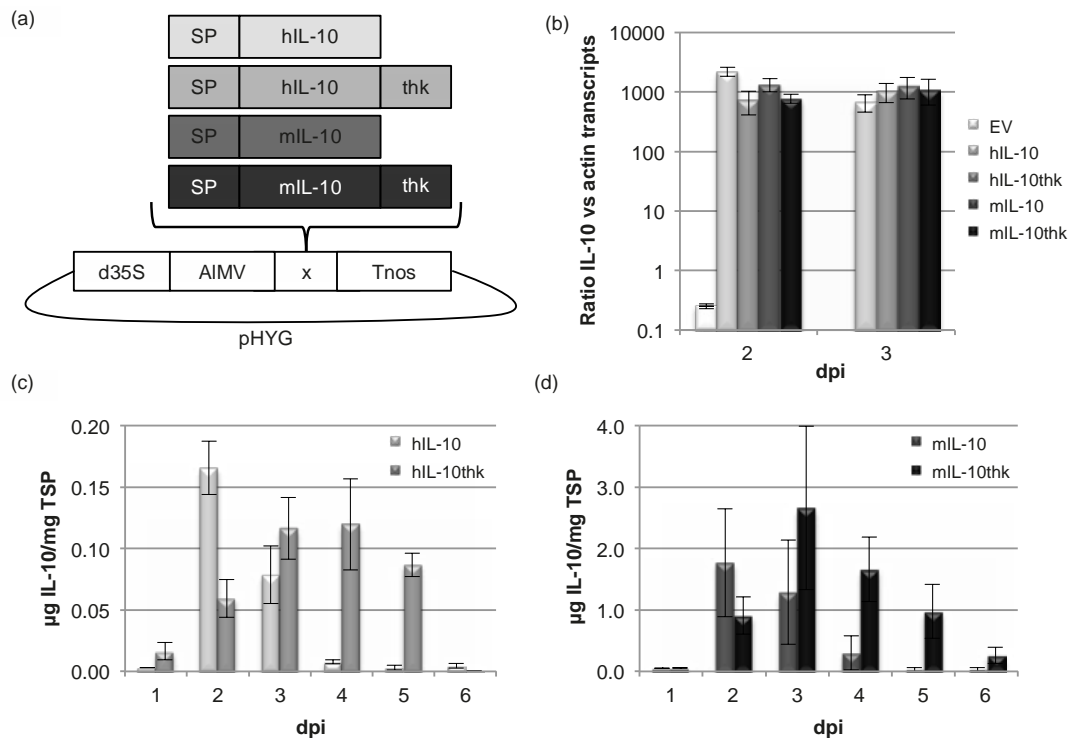 (a)
SP hIL-10
SP hIL-10 thk
SP mIL-10
SP mIL-10 thk
d35S AlMV x Tnos
pHYG
(b)
Ratio IL-10 vs actin transcripts
10000
1000
100
10
1
0.1
2 3
dpi
EV
hIL-10
hIL-10thk
mIL-10
mIL-10thk
(c)
µg IL-10/mg TSP
0.20
0.15
0.10
0.05
0.00
1 2 3 4 5 6
dpi
hIL-10
hIL-10thk
(d)
µg IL-10/mg TSP
4.0
3.0
2.0
1.0
0.0
1 2 3 4 5 6
dpi
mIL-10
mIL-10thk